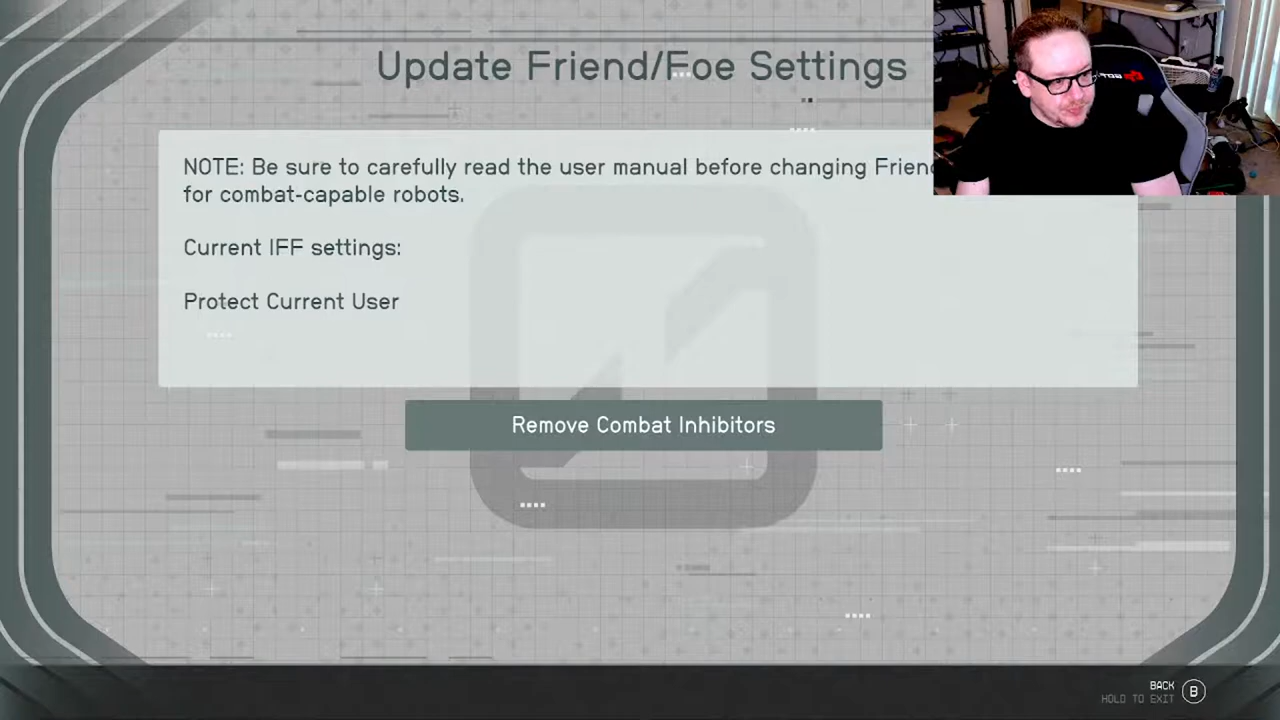 Update Friend/Foe Settings
NOTE: Be sure to carefully read the user manual before changing
for combat-capable robots.
Current IFF settings:
Protect Current User
Remove Combat Inhibitors
BACK
HOLD TO EXIT
B